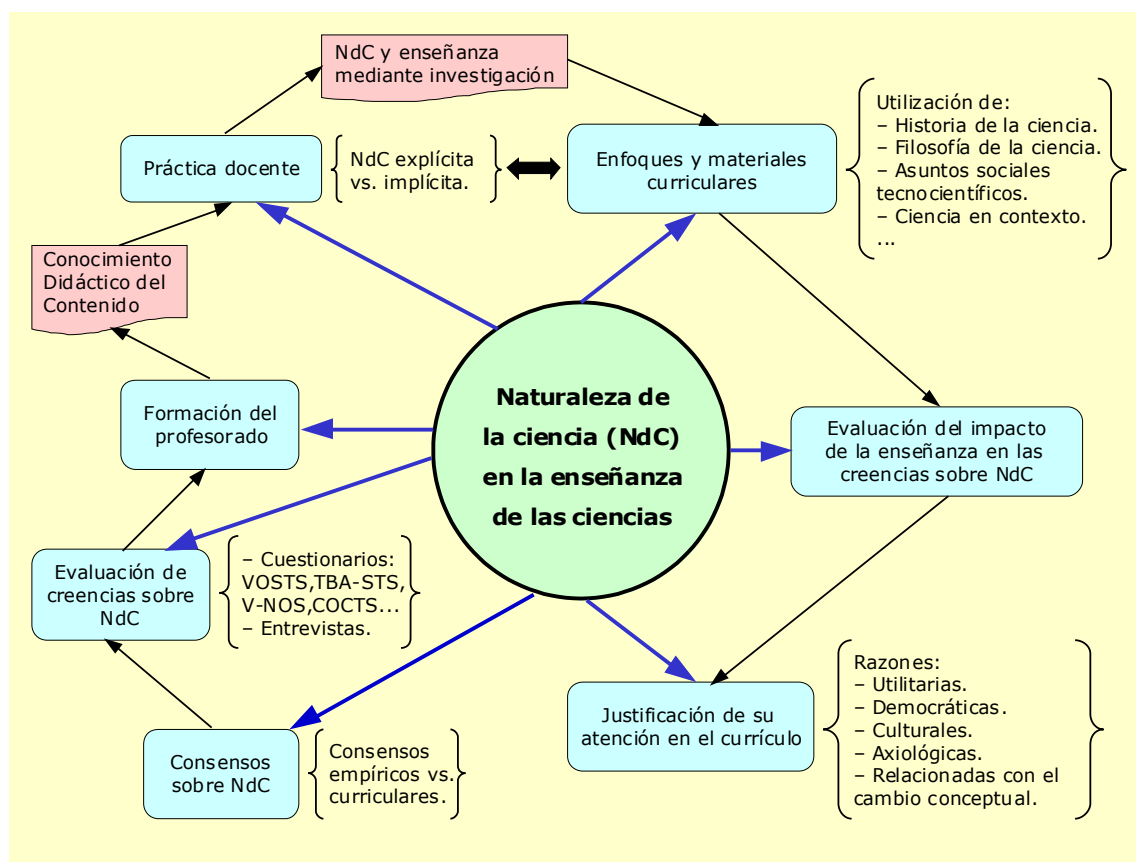 NdC y enseñanza
mediante investigación
Práctica docente
NdC explícita
vs. implícita.
Enfoques y materiales
curriculares
Utilización de:
– Historia de la ciencia.
– Filosofía de la ciencia.
– Asuntos sociales
tecnocientíficos.
– Ciencia en contexto.
...
Conocimiento
Didáctico del
Contenido
Formación del
profesorado
Naturaleza de
la ciencia (NdC)
en la enseñanza
de las ciencias
Evaluación del impacto
de la enseñanza en las
creencias sobre NdC
Evaluación de
creencias sobre
NdC
– Cuestionarios:
VOSTS,TBA-STS,
V-NOS,COCTS...
– Entrevistas.
Justificación de su
atención en el currículo
Razones:
– Utilitarias.
– Democráticas.
– Culturales.
– Axiológicas.
– Relacionadas con el
cambio conceptual.
Consensos
sobre NdC
Consensos
empíricos vs.
curriculares.